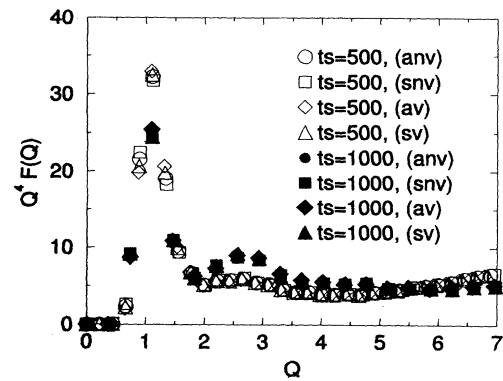 40
30
20
10
0
Q⁴ F(Q)
ts=500, (anv)
ts=500, (snv)
ts=500, (av)
ts=500, (sv)
ts=1000, (anv)
ts=1000, (snv)
ts=1000, (av)
ts=1000, (sv)
0 1 2 3 4 5 6 7
Q